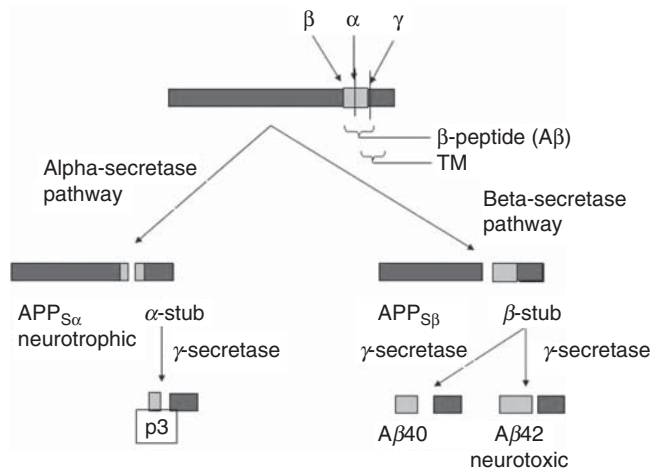 β α γ
β-peptide (Aβ)
TM
Alpha-secretase
pathway
Beta-secretase
pathway
APPSα
neurotrophic
α-stub
APPSβ
β-stub
γ-secretase
γ-secretase
γ-secretase
p3
Aβ40
Aβ42
neurotoxic